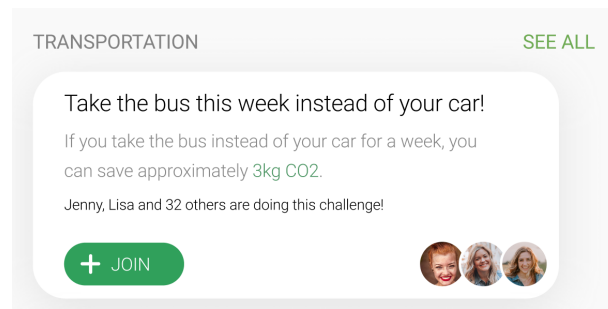 TRANSPORTATION
SEE ALL
Take the bus this week instead of your car!
If you take the bus instead of your car for a week, you
can save approximately 3kg CO2.
Jenny, Lisa and 32 others are doing this challenge!
JOIN